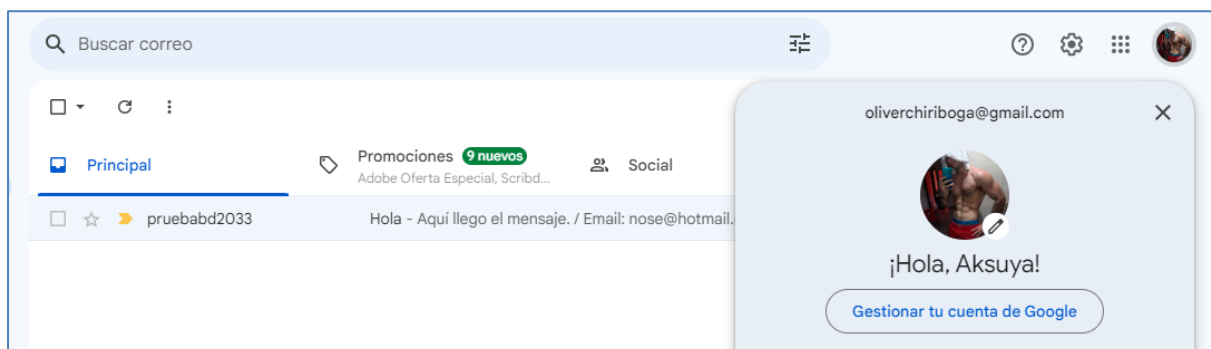 Buscar correo
oliverchiriboga@gmail.com
Principal
Promociones 9 nuevos
Adobe Oferta Especial, Scribd...
Social
pruebabd2033 Hola - Aquí llego el mensaje. / Email: nose@hotmail.
¡Hola, Aksuya!
Gestionar tu cuenta de Google